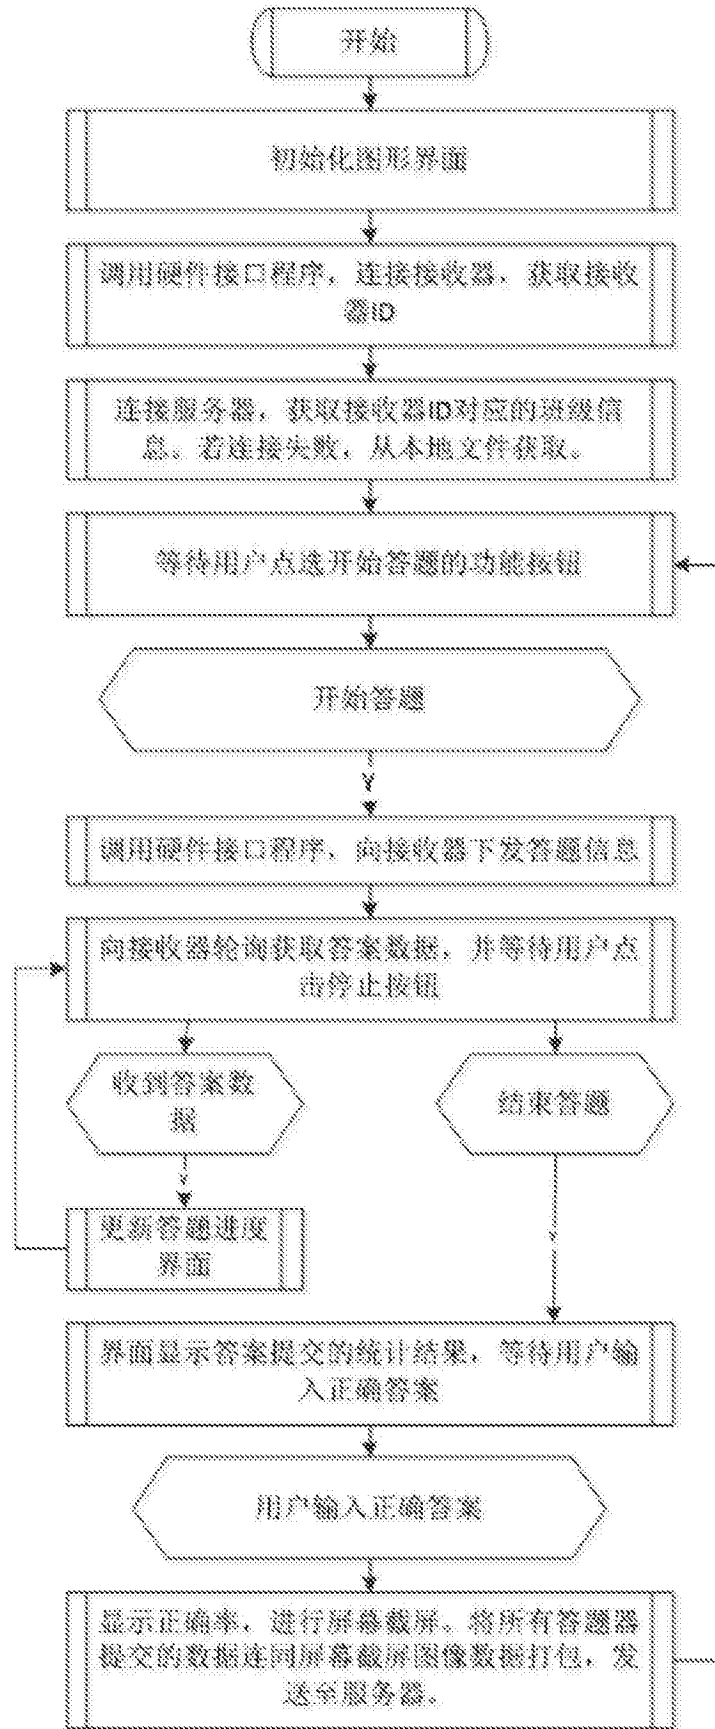 开始
初始化图形界面
调用硬件接口程序，连接接收器，获取接收
器ID
连接服务器，获取接收器ID对应的班级信
息。若连接失败，从本地文件获取。
等待用户点选开始答题的功能按钮
开始答题
Y
调用硬件接口程序，向接收器下发答题信息
向接收器轮询获取答案数据，并等待用户点
击停止按钮
收到答案数
据
结束答题
Y
Y
更新答题进度
界面
界面显示答案提交的统计结果，等待用户输
入正确答案
用户输入正确答案
显示正确率，进行屏幕截屏。将所有答题器
提交的数据连同屏幕截屏图像数据打包，发
送至服务器。